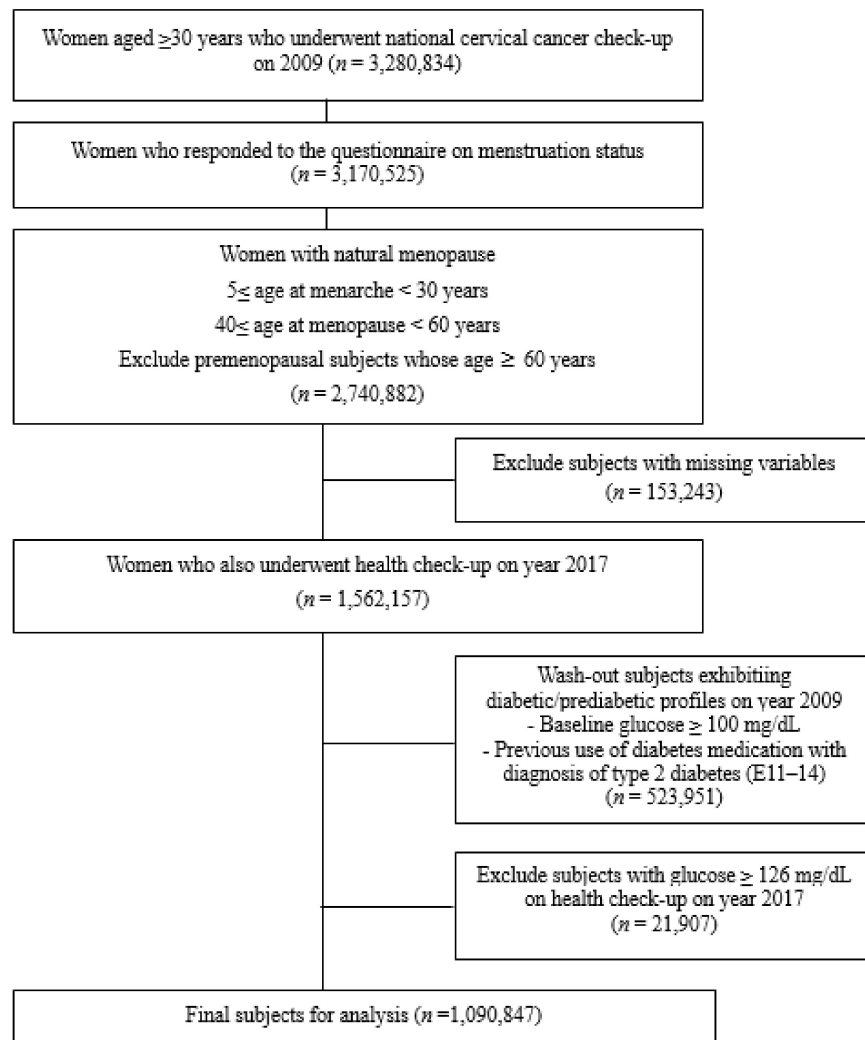 Women aged ≥30 years who underwent national cervical cancer check-up
on 2009 (n = 3,280,834)
Women who responded to the questionnaire on menstruation status
(n = 3,170,525)
Women with natural menopause
5≤ age at menarche < 30 years
40≤ age at menopause < 60 years
Exclude premenopausal subjects whose age ≥ 60 years
(n = 2,740,882)
Exclude subjects with missing variables
(n = 153,243)
Women who also underwent health check-up on year 2017
(n = 1,562,157)
Wash-out subjects exhibitiing
diabetic/prediabetic profiles on year 2009
- Baseline glucose ≥ 100 mg/dL
- Previous use of diabetes medication with
diagnosis of type 2 diabetes (E11–14)
(n = 523,951)
Exclude subjects with glucose ≥ 126 mg/dL
on health check-up on year 2017
(n = 21,907)
Final subjects for analysis (n =1,090,847)